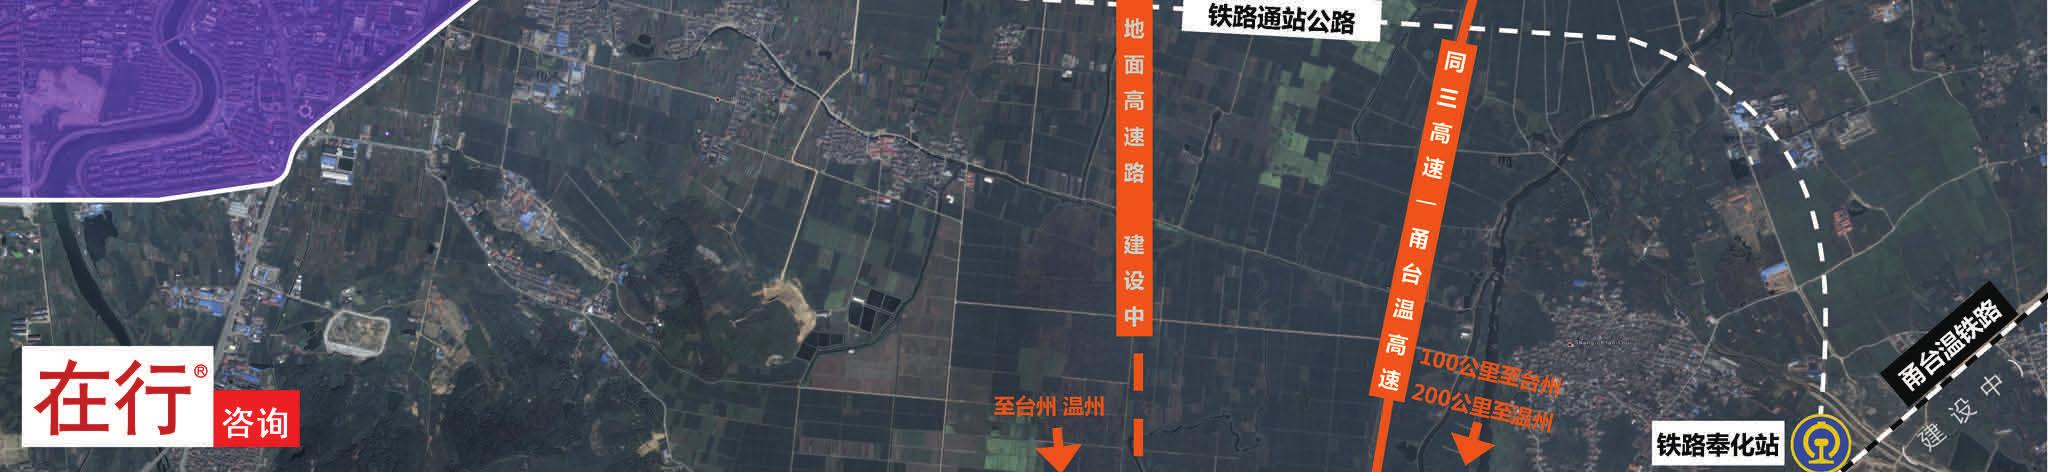 铁路通站公路
地面高速路 建设中
同三高速—甬台温高速
100公里至台州
200公里至温州
至台州 温州
甬台温铁路
建设中
铁路奉化站
在行®
咨询